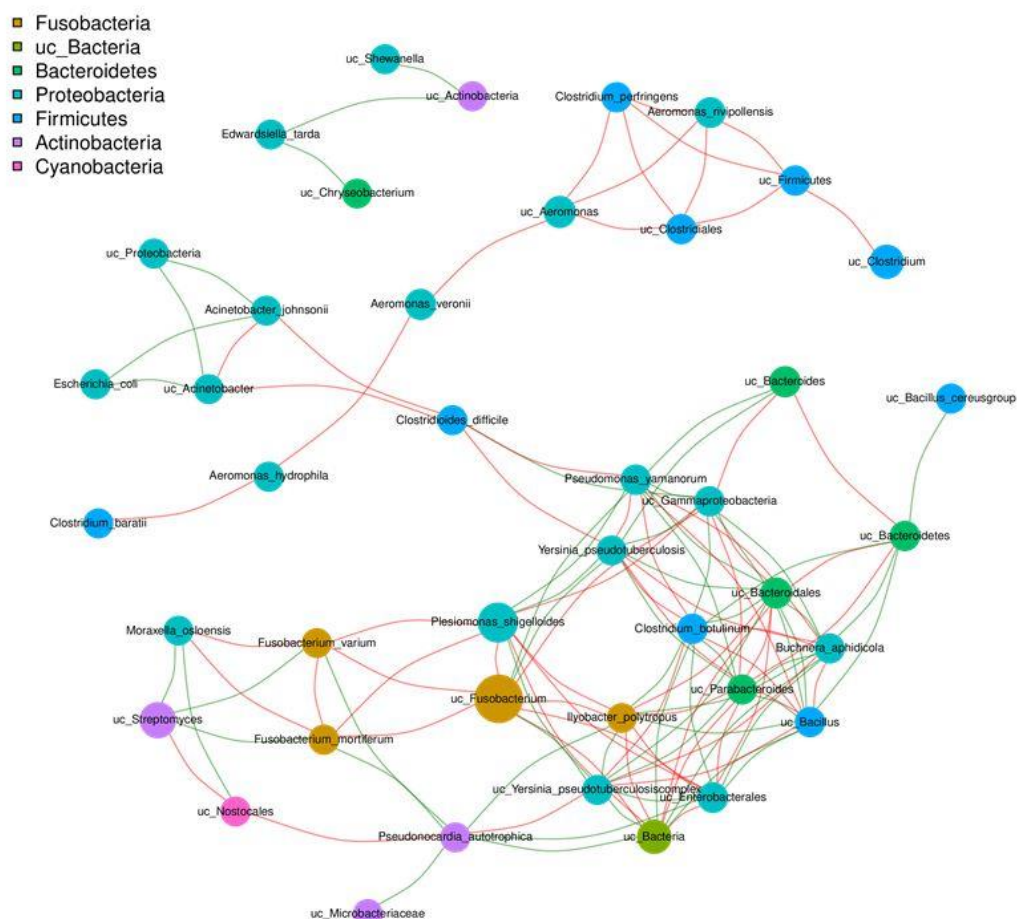 Fusobacteria
uc_Bacteria
Bacteroidetes
Proteobacteria
Firmicutes
Actinobacteria
Cyanobacteria
uc_Shewanella
uc_Actinobacteria
Clostridium_perfringens
Aeromonas_rivipollensis
Edwardsiella_tarda
uc_Firmicutes
uc_Chryseobacterium
uc_Aeromonas
uc_Clostridiales
uc_Proteobacteria
uc_Clostridium
Acinetobacter_johnsonii
Aeromonas_veronii
Escherichia_coli
uc_Acinetobacter
uc_Bacteroides
uc_Bacillus_cereusgroup
Clostridioides_difficile
Aeromonas_hydrophila
Pseudomonas_yamanorum
uc_Gammaproteobacteria
Clostridium_baratii
uc_Bacteroidetes
Yersinia_pseudotuberculosis
uc_Bacteroidales
Plesiomonas_shigelloides
Clostridium_botulinum
Moraxella_osloensis
Fusobacterium_varium
Buchnera_aphidicola
uc_Parabacteroides
uc_Fusobacterium
uc_Streptomyces
Ilyobacter_polytropus
uc_Bacillus
Fusobacterium_mortiferum
uc_Yersinia_pseudotuberculosiscomplex
uc_Enterobacterales
uc_Nostocales
Pseudonocardia_autotrophica
uc_Bacteria
uc_Microbacteriaceae